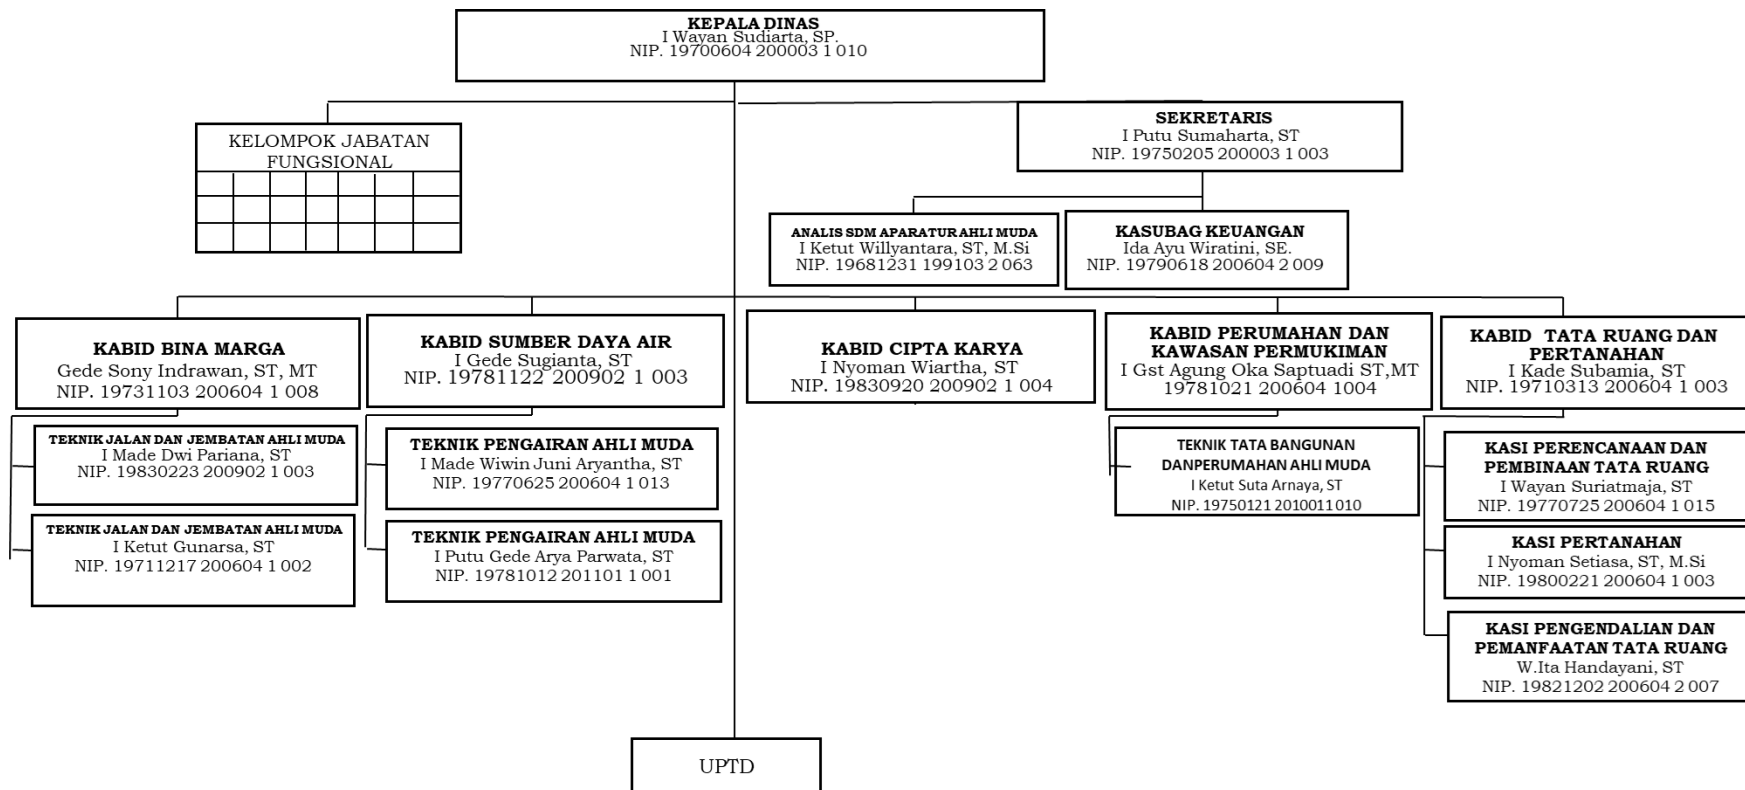 KEPALA DINAS
I Wayan Sudiarta, SP.
NIP. 19700604 200003 1 010
KELOMPOK JABATAN
FUNGSIONAL
SEKRETARIS
I Putu Sumaharta, ST
NIP. 19750205 200003 1 003
ANALIS SDM APARATUR AHLI MUDA
I Ketut Willyantara, ST, M.Si
NIP. 19681231 199103 2 063
KASUBAG KEUANGAN
Ida Ayu Wiratini, SE.
NIP. 19790618 200604 2 009
KABID BINA MARGA
Gede Sony Indrawan, ST, MT
NIP. 19731103 200604 1 008
KABID SUMBER DAYA AIR
I Gede Sugianta, ST
NIP. 19781122 200902 1 003
KABID CIPTA KARYA
I Nyoman Wiartha, ST
NIP. 19830920 200902 1 004
KABID PERUMAHAN DAN
KAWASAN PERMUKIMAN
I Gst Agung Oka Saptuadi ST,MT
19781021 200604 1004
KABID TATA RUANG DAN
PERTANAHAN
I Kade Subamia, ST
NIP. 19710313 200604 1 003
TEKNIK JALAN DAN JEMBATAN AHLI MUDA
I Made Dwi Pariana, ST
NIP. 19830223 200902 1 003
TEKNIK JALAN DAN JEMBATAN AHLI MUDA
I Ketut Gunarsa, ST
NIP. 19711217 200604 1 002
TEKNIK PENGAIRAN AHLI MUDA
I Made Wiwin Juni Aryantha, ST
NIP. 19770625 200604 1 013
TEKNIK PENGAIRAN AHLI MUDA
I Putu Gede Arya Parwata, ST
NIP. 19781012 201101 1 001
TEKNIK TATA BANGUNAN
DANPERUMAHAN AHLI MUDA
I Ketut Suta Arnaya, ST
NIP. 19750121 2010011 010
KASI PERENCANAAN DAN
PEMBINAAN TATA RUANG
I Wayan Suriatmaja, ST
NIP. 19770725 200604 1 015
KASI PERTANAHAN
I Nyoman Setiasa, ST, M.Si
NIP. 19800221 200604 1 003
KASI PENGENDALIAN DAN
PEMANFAATAN TATA RUANG
W.Ita Handayani, ST
NIP. 19821202 200604 2 007
UPTD